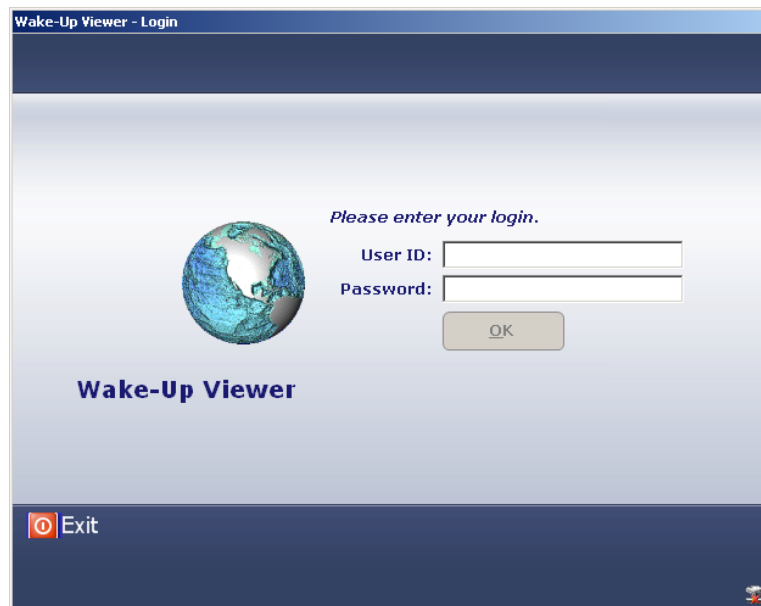 Wake-Up Viewer - Login
Please enter your login.
User ID:
Password:
OK
Wake-Up Viewer
Exit